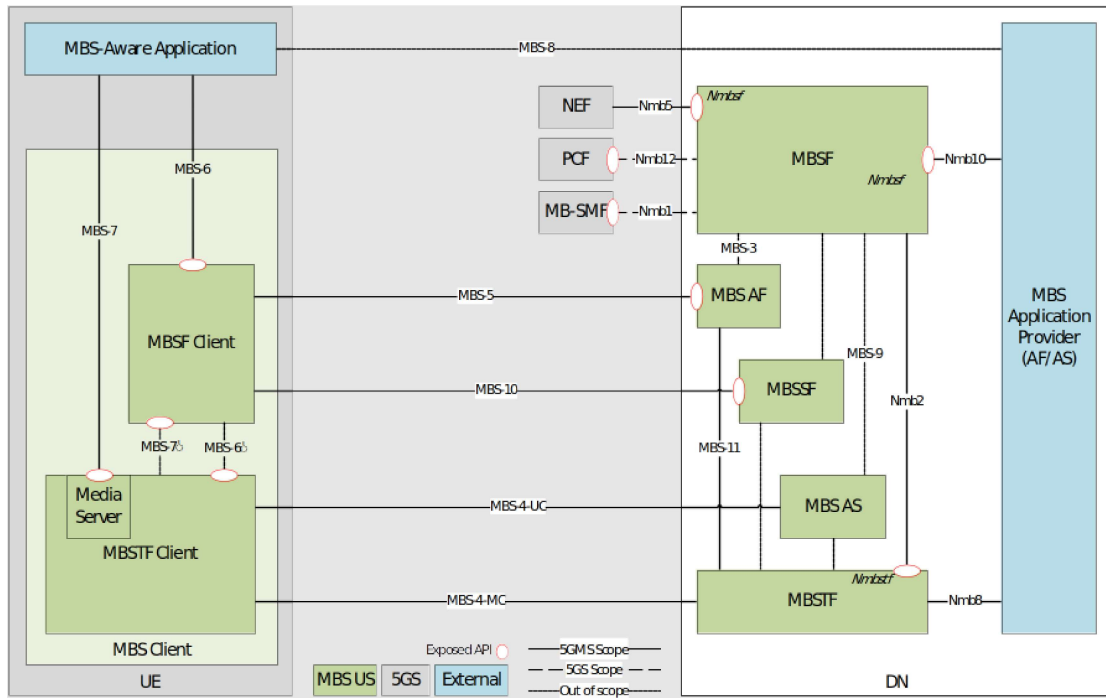 MBS-Aware Application
MBS-8
NEF
Nmb5
Nmbsf
PCF
Nmb12
MBSF
Nmbsf
Nmb10
MBS-6
MB-SMF
Nmb1
MBS-7
MBS-3
MBS-5
MBS AF
MBS
Application
Provider
(AF/AS)
MBSF Client
MBS-9
MBS-10
MBSSF
Nmb2
MBS-7
MBS-6
MBS-11
Media
Server
MBS-4-UC
MBS AS
MBSTF Client
Nmbstf
MBS-4-MC
MBSTF
Nmb8
MBS Client
Exposed API
5GMS Scope
5GS Scope
Out of scope
UE
MBS US
5GS
External
DN